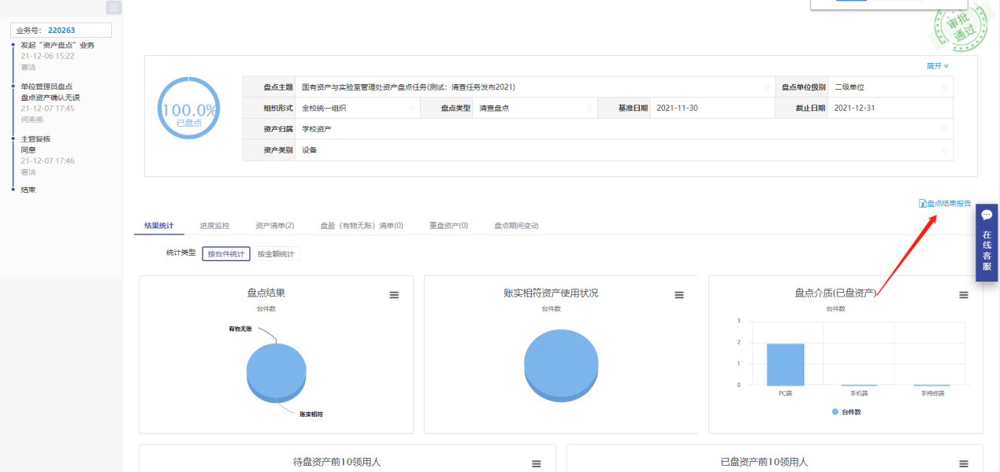 业务号： 220263
发起“资产盘点”业务
21-12-06 15:22
曹洁
单位管理员盘点
盘点资产确认无误
21-12-07 17:45
何燕燕
主管复核
同意
21-12-07 17:46
曹洁
结束
审批
通过
展开
100.0%
已盘点
盘点主题 国有资产与实验室管理处资产盘点任务(测试：清查任务发布2021) 盘点单位级别 二级单位
组织形式 全校统一组织 盘点类型 清查盘点 基准日期 2021-11-30 截止日期 2021-12-31
资产归属 学校资产
资产类别 设备
盘点结果报告
在线客服
结果统计 进度监控 资产清单(2) 盘盈（有物无账）清单(0) 重盘资产(0) 盘点期间变动
统计类型 按台件统计 按金额统计
盘点结果
台件数
有物无账
账实相符
账实相符资产使用状况
台件数
盘点介质(已盘资产)
台件数
3
2
1
0
PC端 手机端 手持终端
台件数
待盘资产前10领用人
已盘资产前10领用人